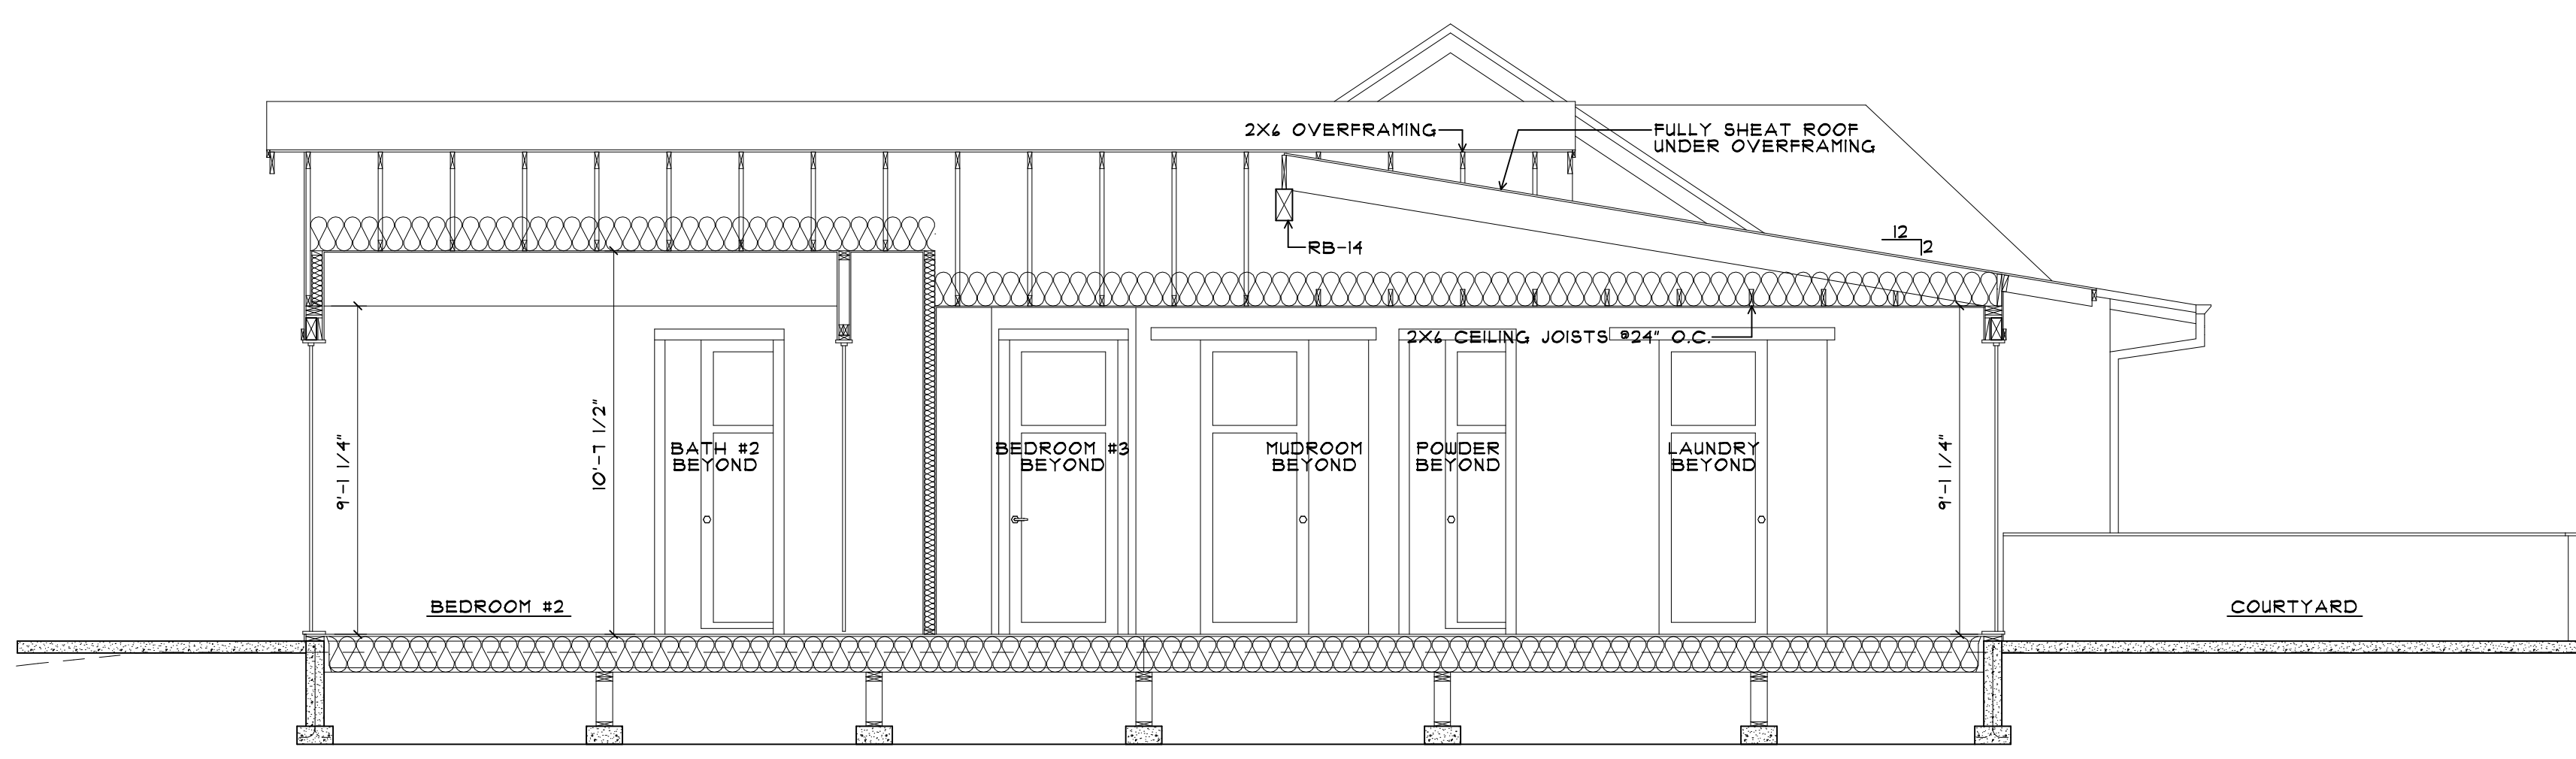 2X6 OVERFRAMING
FULLY SHEAT ROOF
UNDER OVERFRAMING
12
2
RB-14
2X6 CEILING JOISTS @24" O.C.
9'-1 1/4"
10'-7 1/2"
BATH #2
BEYOND
BEDROOM #3
BEYOND
MUDROOM
BEYOND
POWDER
BEYOND
LAUNDRY
BEYOND
9'-1 1/4"
BEDROOM #2
COURTYARD